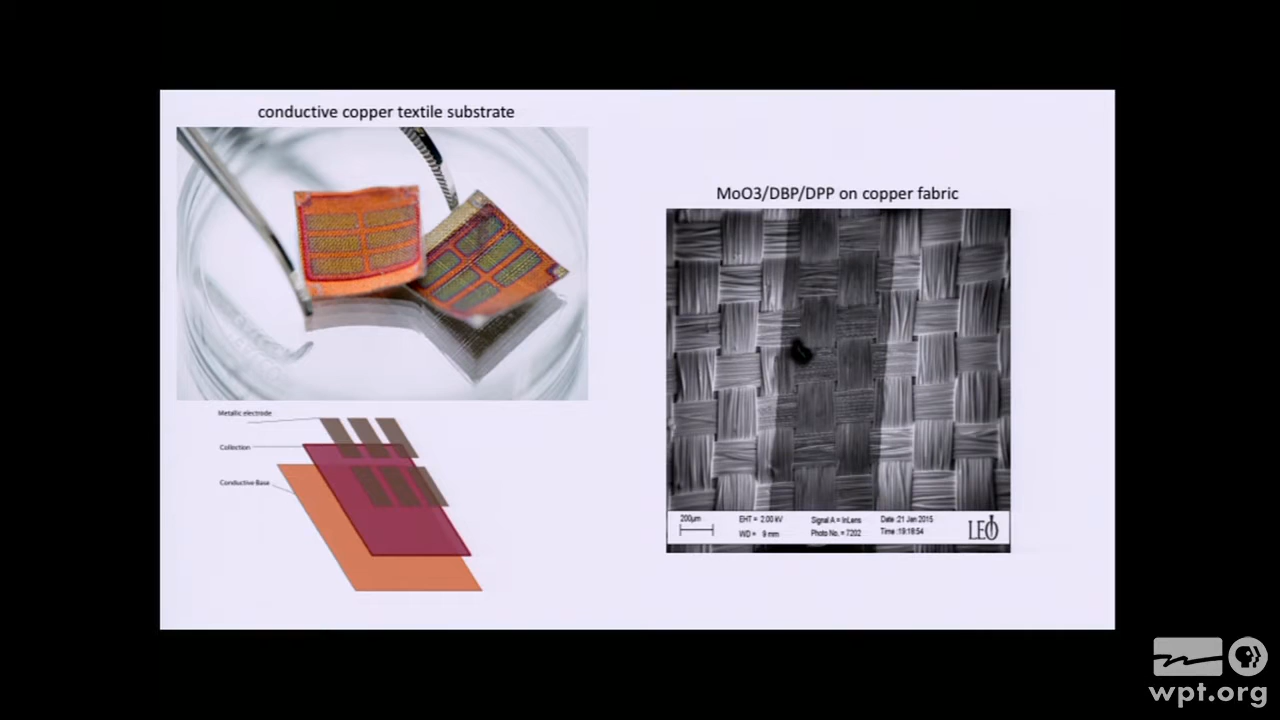 conductive copper textile substrate
MoO3/DBP/DPP on copper fabric
Metallic electrode
Collection
Conductive Base
200µm
EHT = 2.00 kV
Signal A = InLens
Date :21 Jan 2015
WD = 9 mm
Photo No. = 7202
Time :19:18:54
LEO
wpt.org